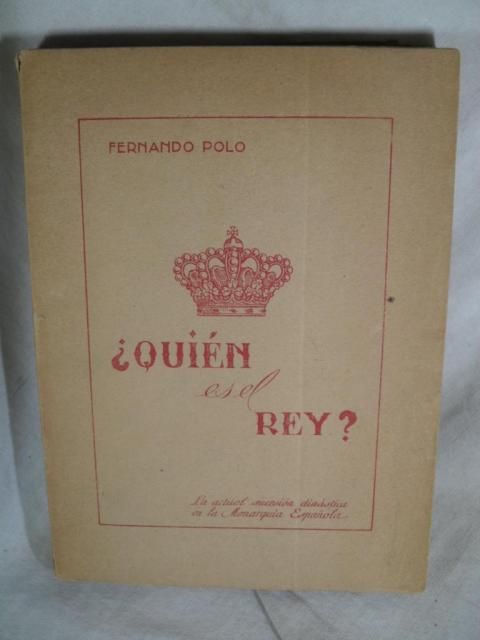 FERNANDO POLO
¿QUIÉN
es el
REY?
La actual sucesión dinástica
en la Monarquía Española